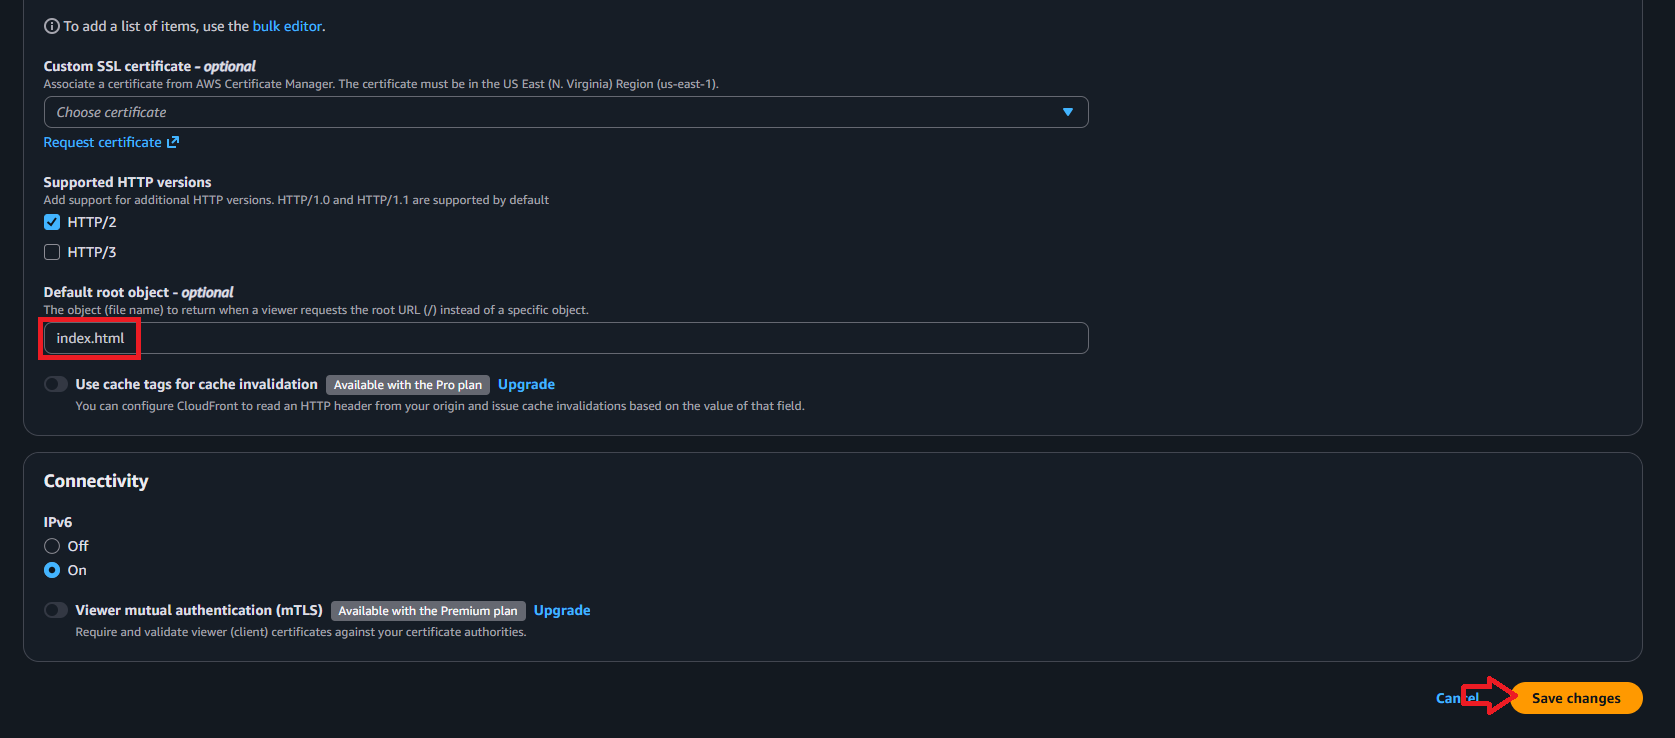 To add a list of items, use the bulk editor.
Custom SSL certificate - optional
Associate a certificate from AWS Certificate Manager. The certificate must be in the US East (N. Virginia) Region (us-east-1).
Choose certificate
Request certificate
Supported HTTP versions
Add support for additional HTTP versions. HTTP/1.0 and HTTP/1.1 are supported by default
HTTP/2
HTTP/3
Default root object - optional
The object (file name) to return when a viewer requests the root URL (/) instead of a specific object.
index.html
Use cache tags for cache invalidation Available with the Pro plan Upgrade
You can configure CloudFront to read an HTTP header from your origin and issue cache invalidations based on the value of that field.
Connectivity
IPv6
Off
On
Viewer mutual authentication (mTLS) Available with the Premium plan Upgrade
Require and validate viewer (client) certificates against your certificate authorities.
Cancel Save changes